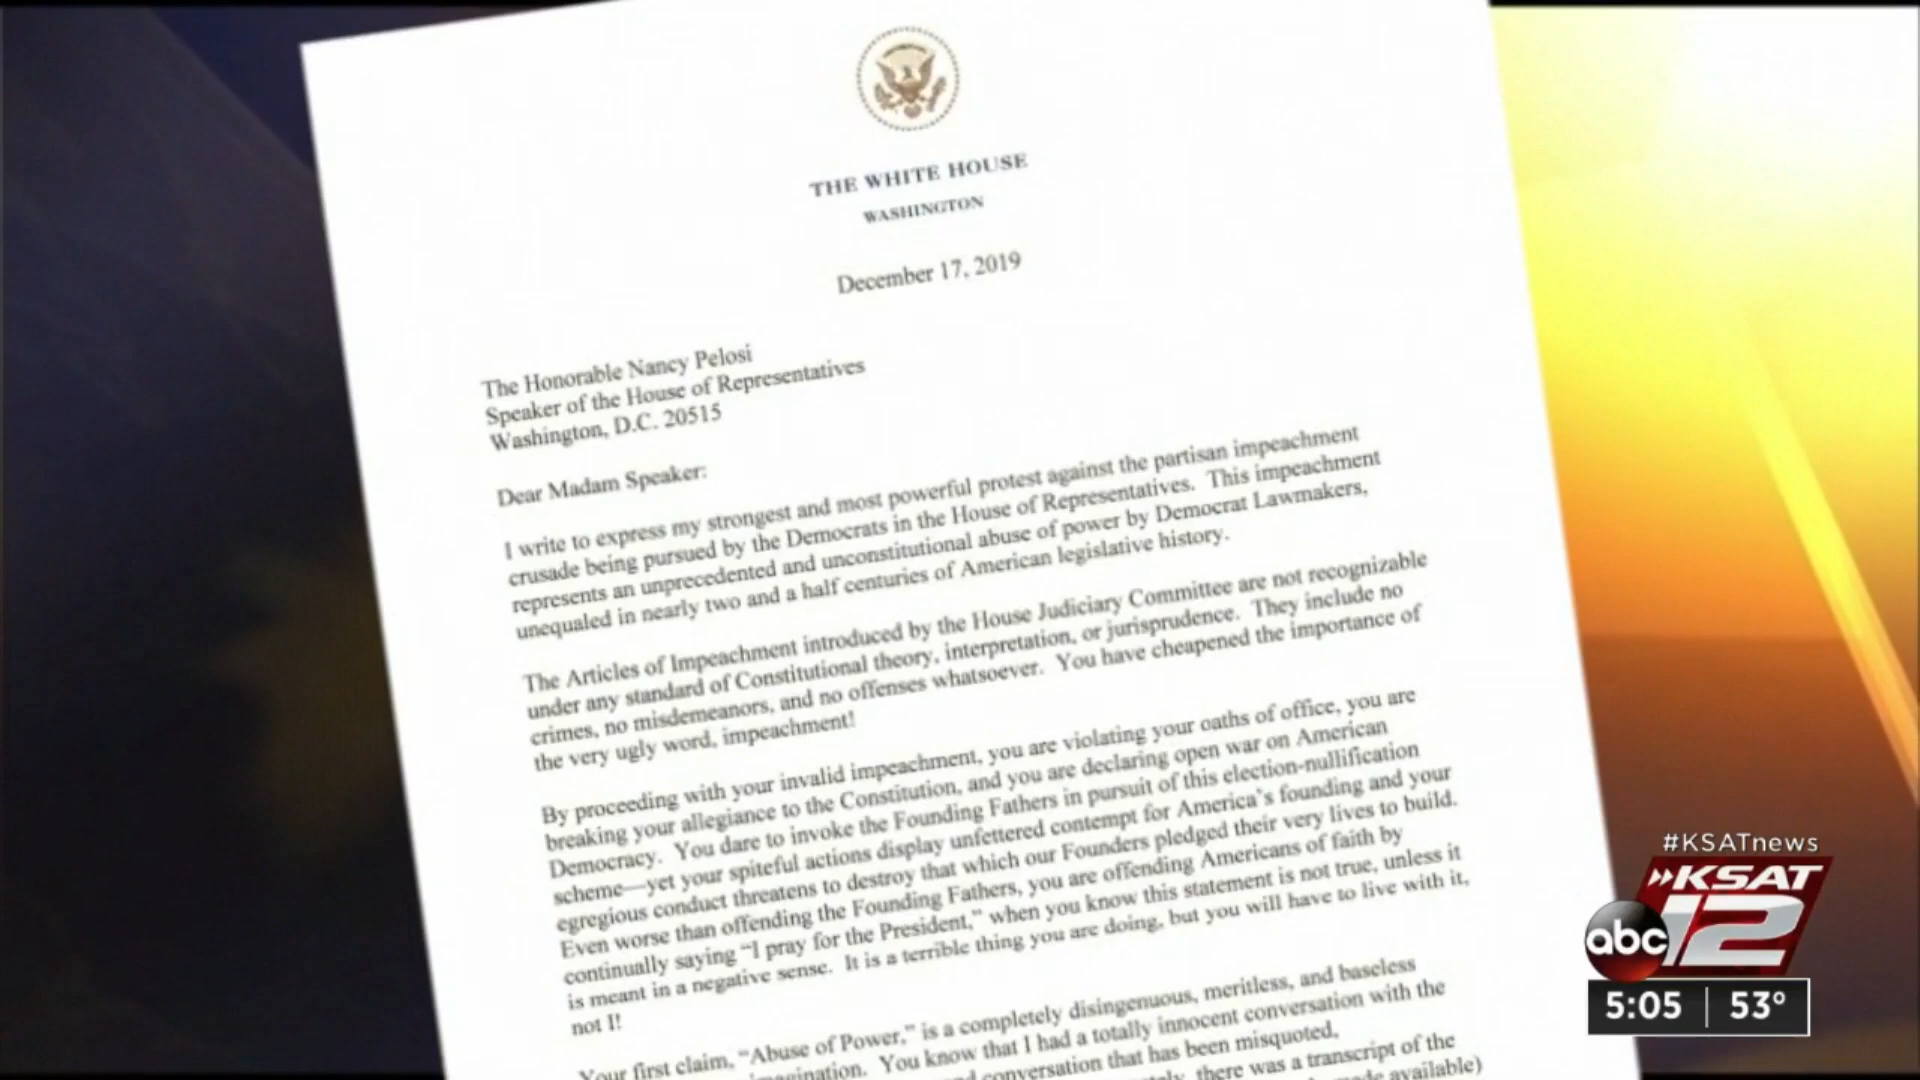 THE WHITE HOUSE
WASHINGTON
December 17, 2019
The Honorable Nancy Pelosi
Speaker of the House of Representatives
Washington, D.C. 20515
Dear Madam Speaker:
I write to express my strongest and most powerful protest against the partisan impeachment
crusade being pursued by the Democrats in the House of Representatives. This impeachment
represents an unprecedented and unconstitutional abuse of power by Democrat Lawmakers,
unequaled in nearly two and a half centuries of American legislative history.
The Articles of Impeachment introduced by the House Judiciary Committee are not recognizable
under any standard of Constitutional theory, interpretation, or jurisprudence. They include no
crimes, no misdemeanors, and no offenses whatsoever. You have cheapened the importance of
the very ugly word, impeachment!
By proceeding with your invalid impeachment, you are violating your oaths of office, you are
breaking your allegiance to the Constitution, and you are declaring open war on American
Democracy. You dare to invoke the Founding Fathers in pursuit of this election-nullification
scheme—yet your spiteful actions display unfettered contempt for America's founding and your
egregious conduct threatens to destroy that which our Founders pledged their very lives to build.
Even worse than offending the Founding Fathers, you are offending Americans of faith by
continually saying “I pray for the President,” when you know this statement is not true, unless it
is meant in a negative sense. It is a terrible thing you are doing, but you will have to live with it,
not I!
Your first claim, “Abuse of Power,” is a completely disingenuous, meritless, and baseless
You know that I had a totally innocent conversation with the
conversation that has been misquoted,
there was a transcript of the
available)
#KSATnews
KSAT
12
abc
5:05 53°